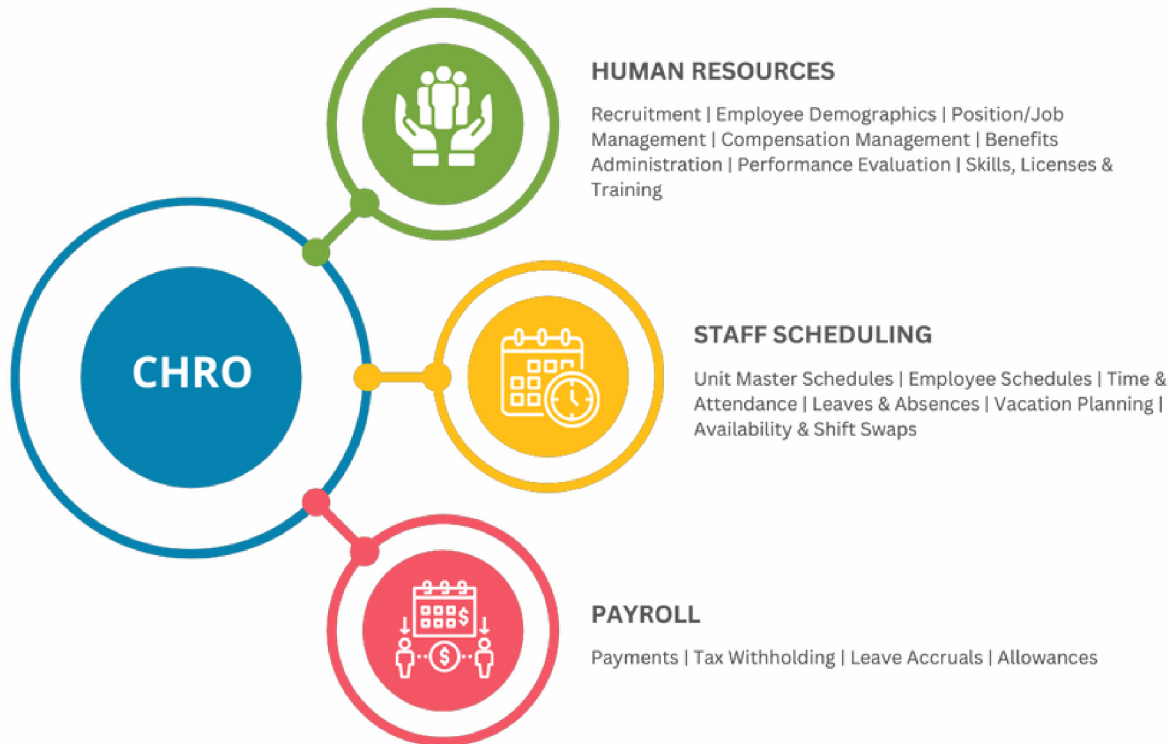 HUMAN RESOURCES
Recruitment | Employee Demographics | Position/Job
Management | Compensation Management | Benefits
Administration | Performance Evaluation | Skills, Licenses &
Training
CHRO
STAFF SCHEDULING
Unit Master Schedules | Employee Schedules | Time &
Attendance | Leaves & Absences | Vacation Planning |
Availability & Shift Swaps
$
$
PAYROLL
Payments | Tax Withholding | Leave Accruals | Allowances